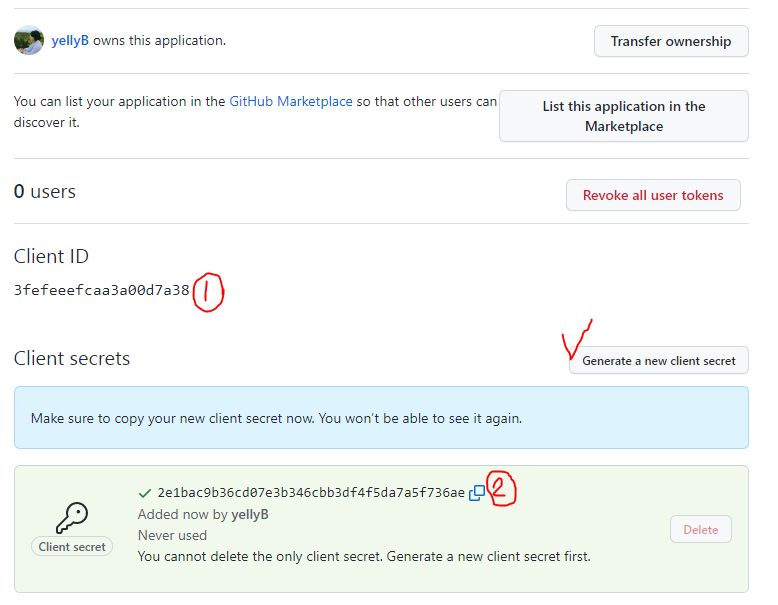 yellyB owns this application.
Transfer ownership
You can list your application in the GitHub Marketplace so that other users can
discover it.
List this application in the
Marketplace
0 users
Revoke all user tokens
Client ID
3fefeeefcaa3a00d7a38
1
Client secrets
Generate a new client secret
Make sure to copy your new client secret now. You won't be able to see it again.
2e1bac9b36cd07e3b346cbb3df4f5da7a5f736ae
2
Added now by yellyB
Never used
You cannot delete the only client secret. Generate a new client secret first.
Client secret
Delete